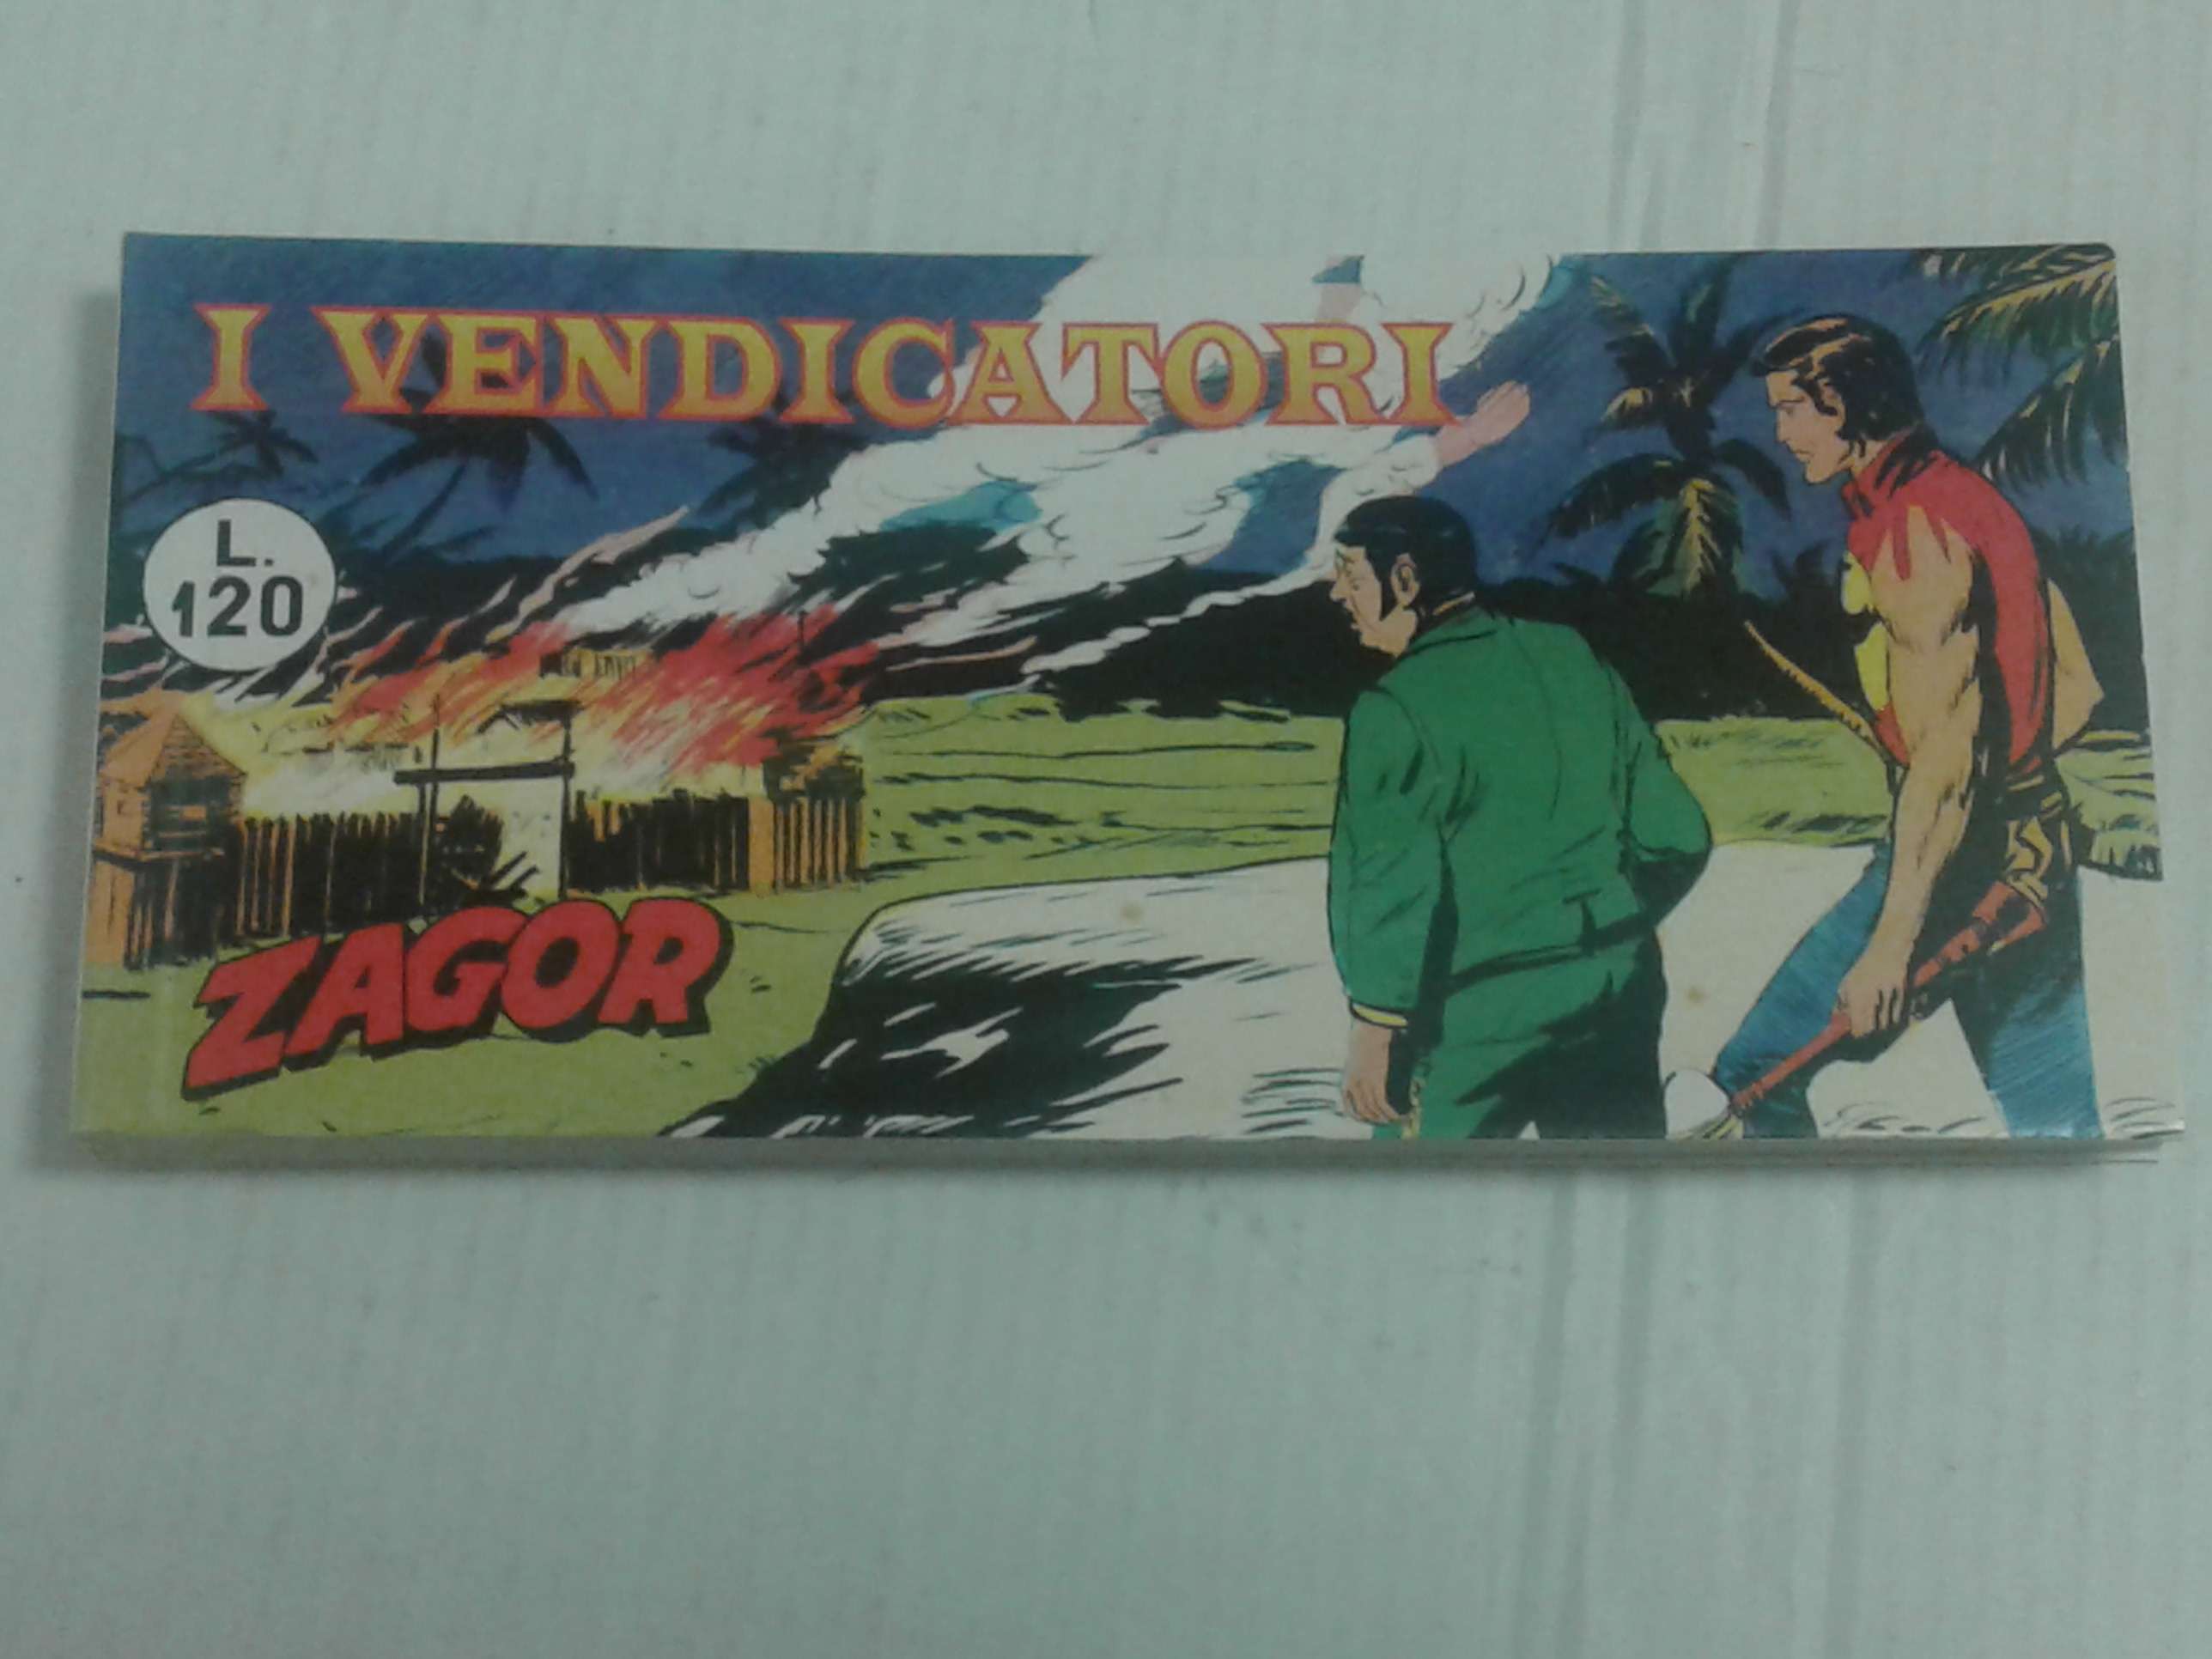 I VENDICATORI
L.
120
ZAGOR